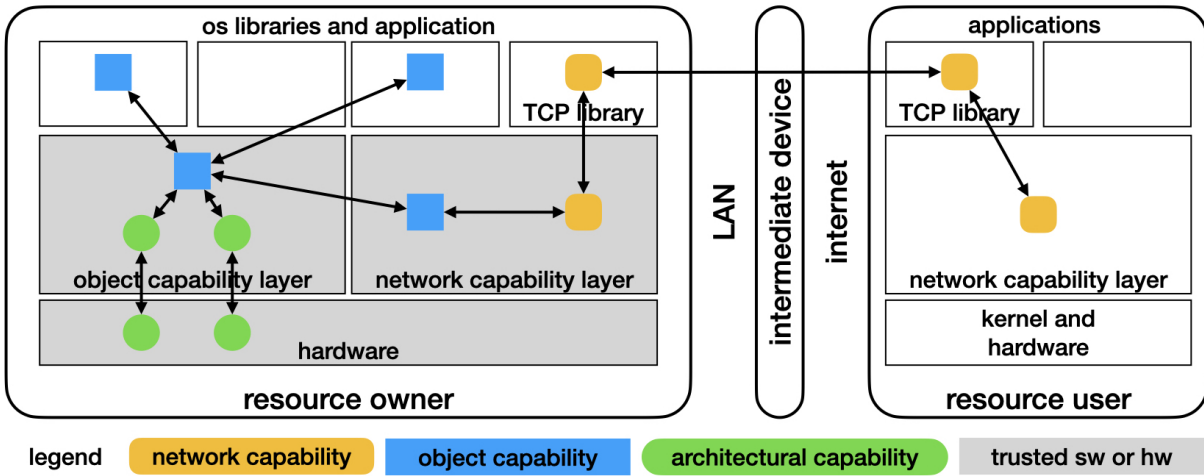 os libraries and application
TCP library
object capability layer
network capability layer
hardware
resource owner
LAN
intermediate device
internet
applications
TCP library
network capability layer
kernel and
hardware
resource user
legend
network capability
object capability
architectural capability
trusted sw or hw